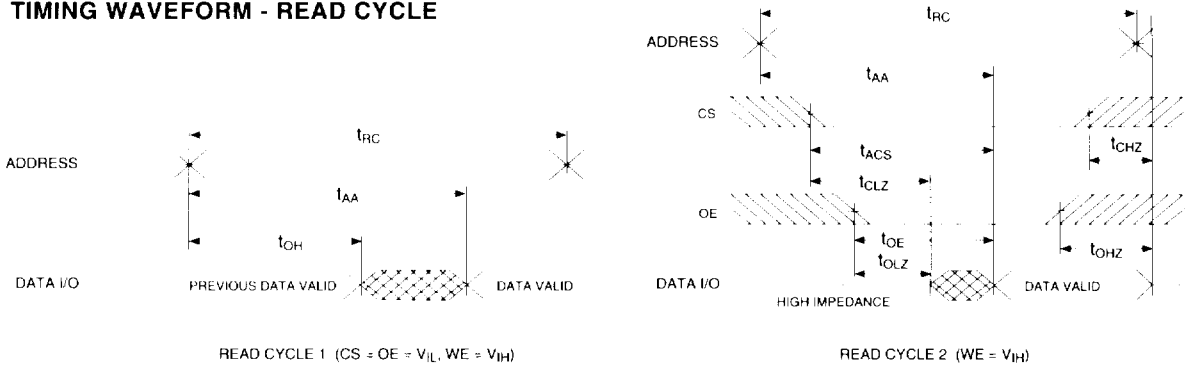 TIMING WAVEFORM - READ CYCLE
tRC
ADDRESS
tAA
tOH
DATA I/O
PREVIOUS DATA VALID
DATA VALID
READ CYCLE 1 (CS = OE = VIL, WE = VIH)
tRC
ADDRESS
tAA
CS
tACS
tCHZ
tCLZ
OE
tOE
tOHZ
tOLZ
DATA I/O
HIGH IMPEDANCE
DATA VALID
READ CYCLE 2 (WE = VIH)